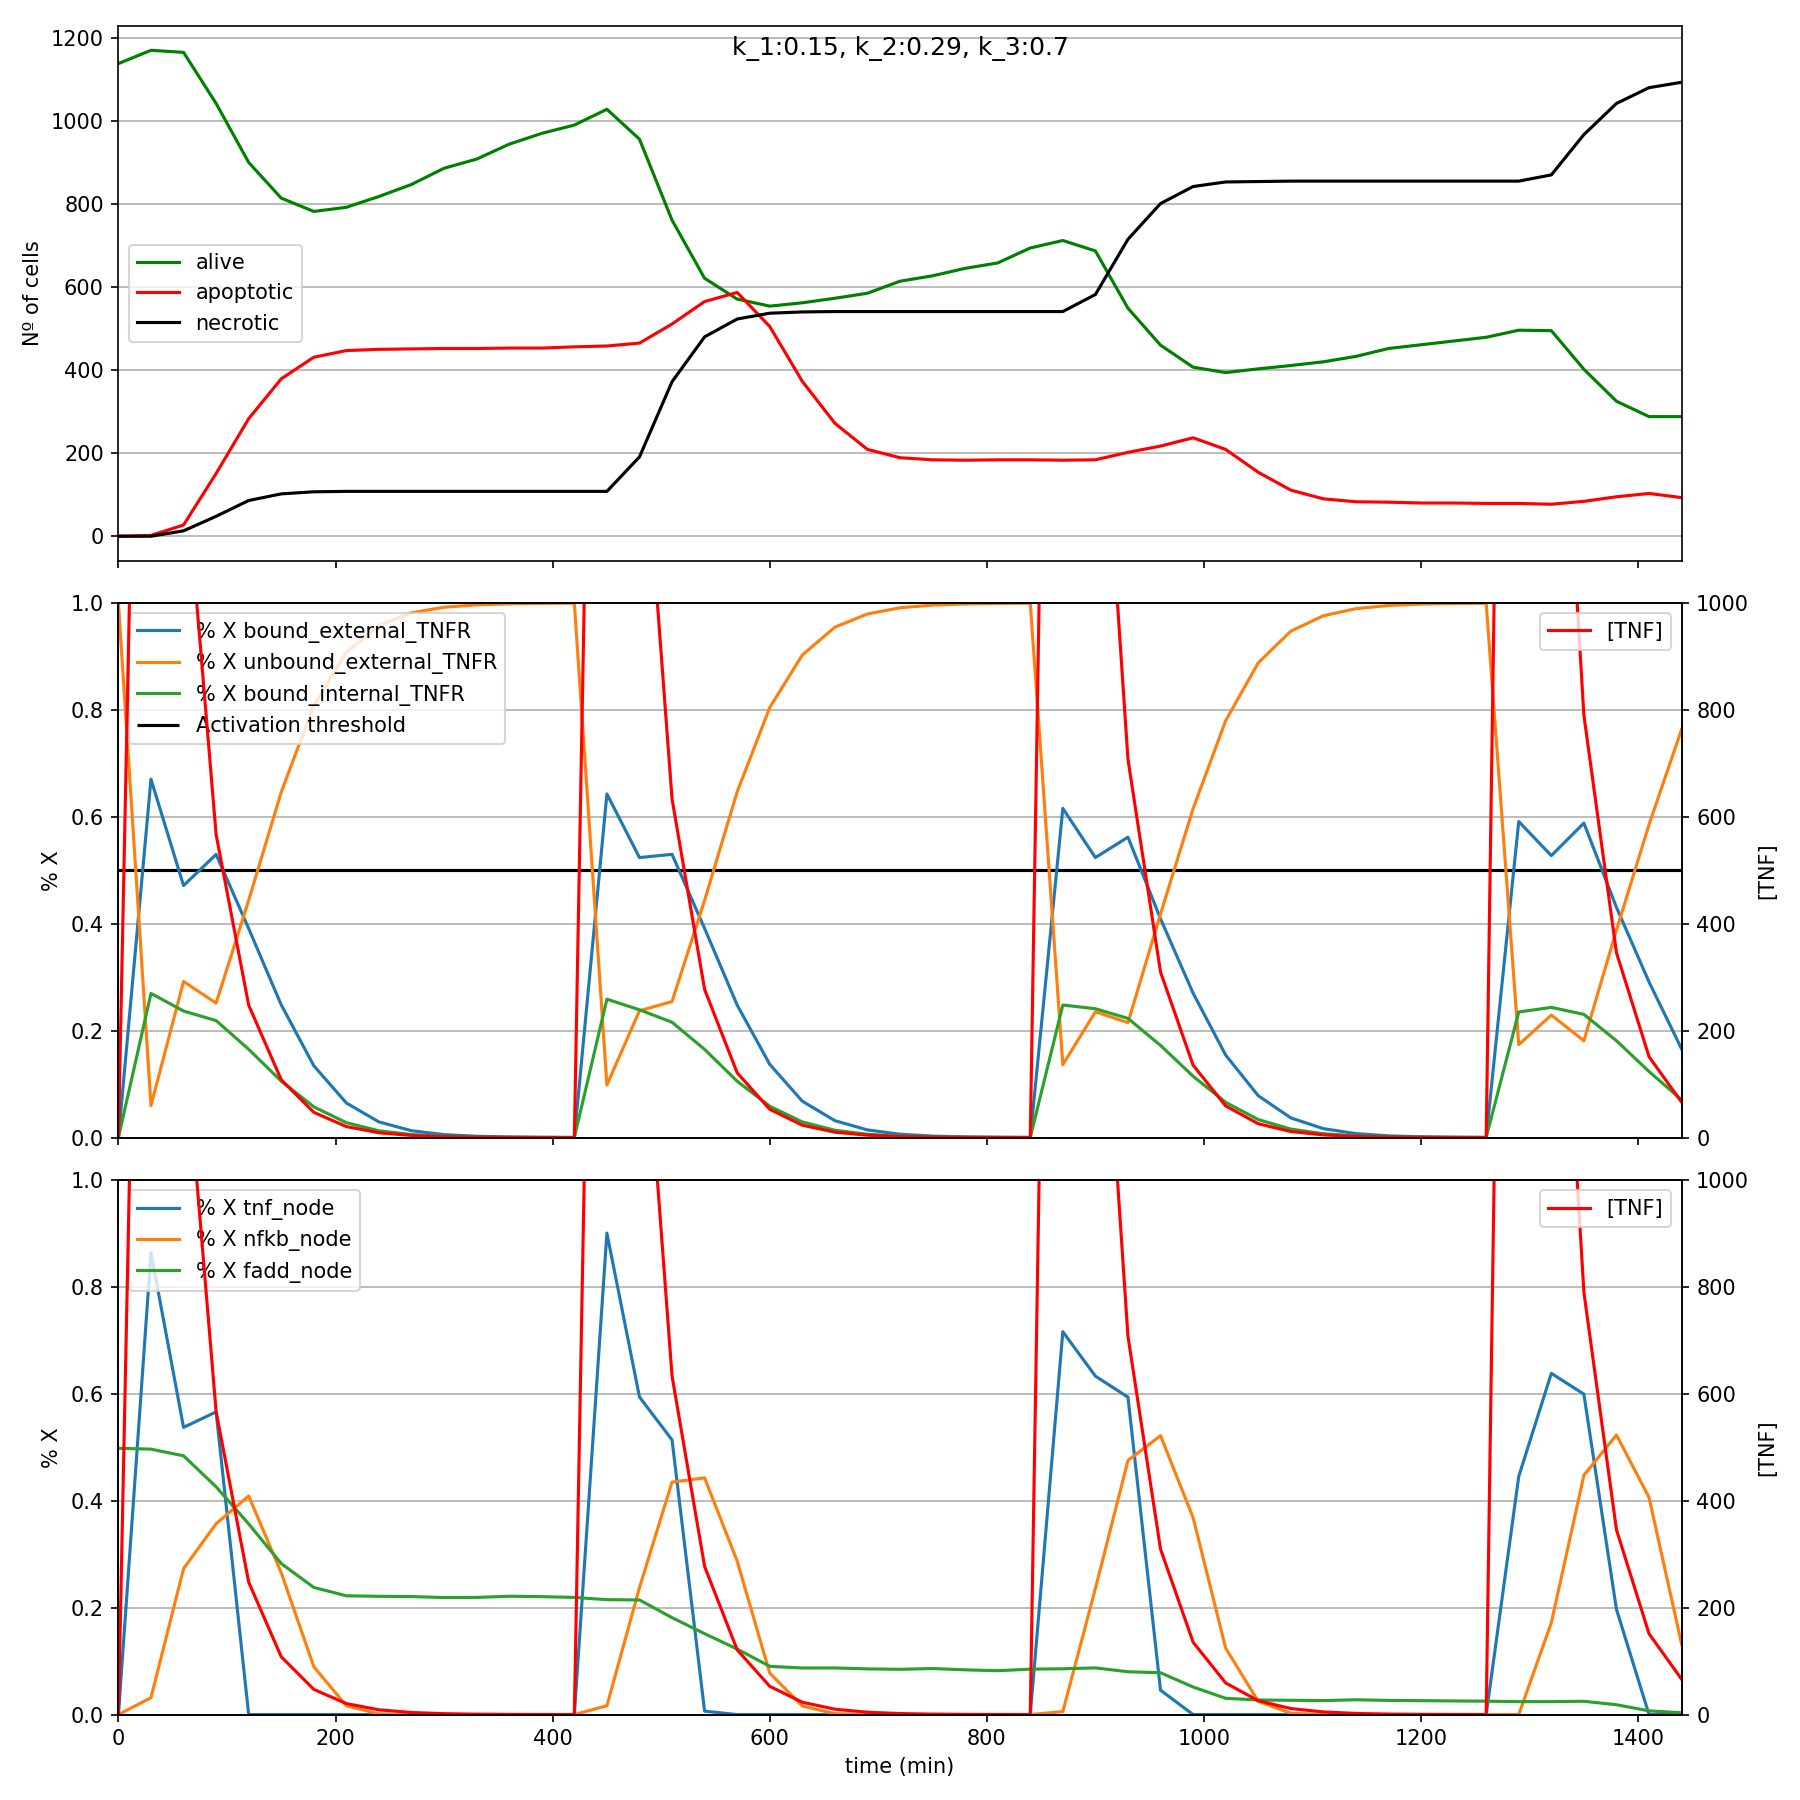 k_1:0.15, k_2:0.29, k_3:0.7
1200
1000
800
600
400
200
0
Nº of cells
alive
apoptotic
necrotic
1.0
0.8
0.6
0.4
0.2
0.0
% X
% X bound_external_TNFR
% X unbound_external_TNFR
% X bound_internal_TNFR
Activation threshold
[TNF]
1000
800
600
400
200
0
[TNF]
1.0
0.8
0.6
0.4
0.2
0.0
% X
% X tnf_node
% X nfkb_node
% X fadd_node
[TNF]
1000
800
600
400
200
0
[TNF]
0 200 400 600 800 1000 1200 1400
time (min)